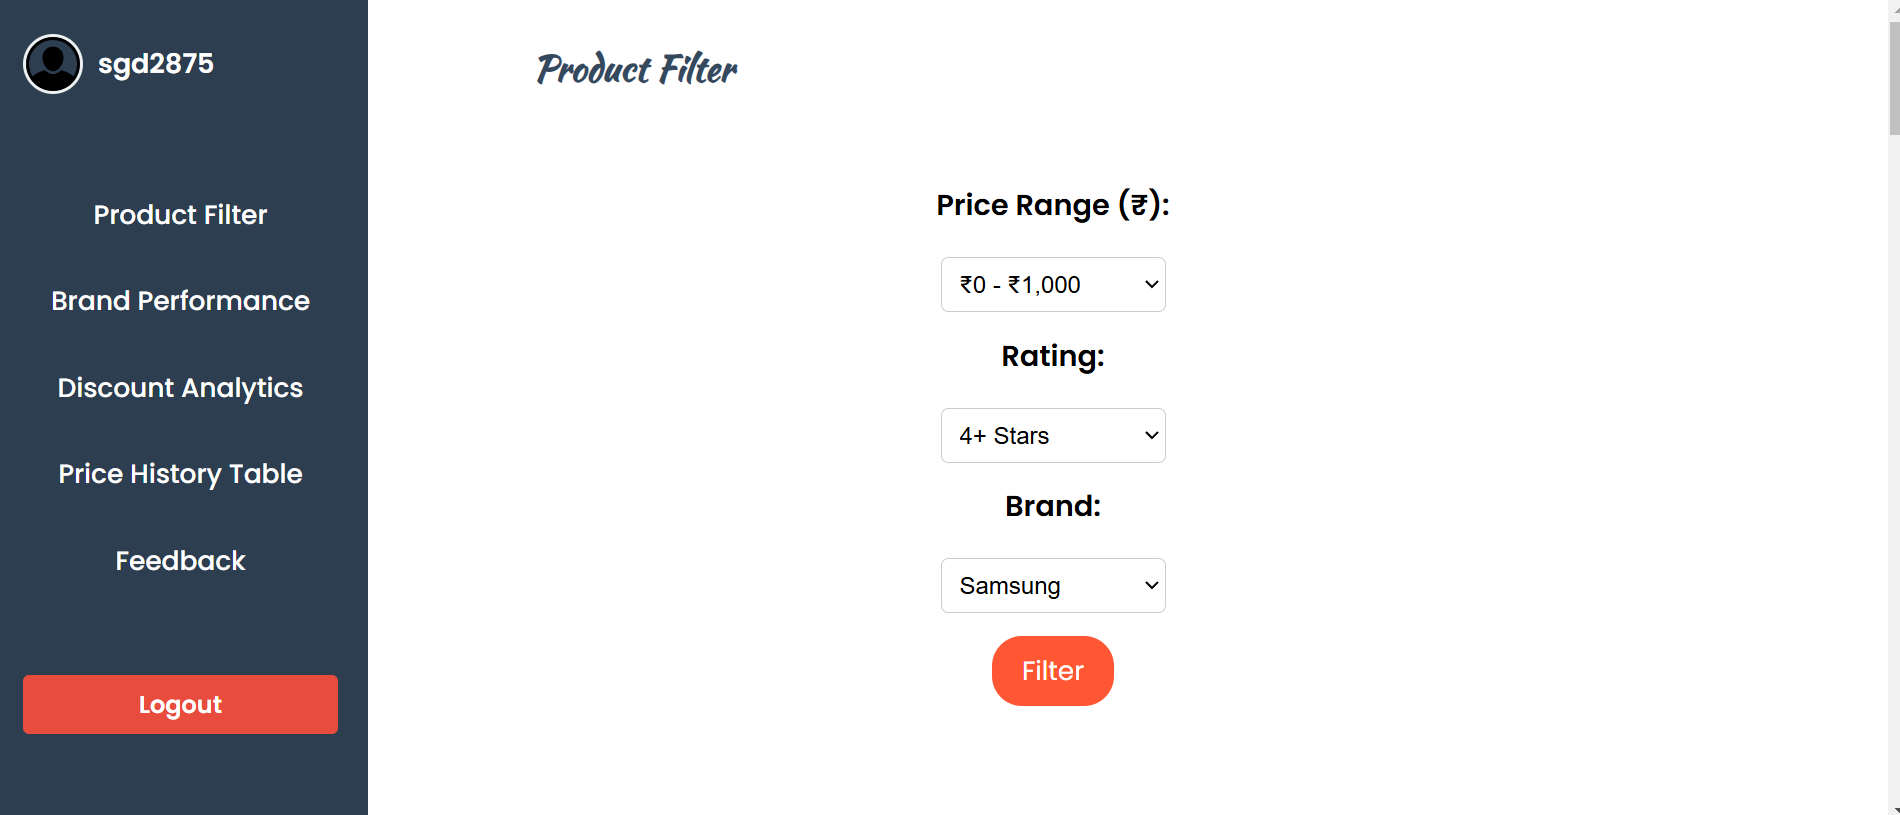 sgd2875
Product Filter
Brand Performance
Discount Analytics
Price History Table
Feedback
Logout
Product Filter
Price Range (₹):
₹0 - ₹1,000
Rating:
4+ Stars
Brand:
Samsung
Filter